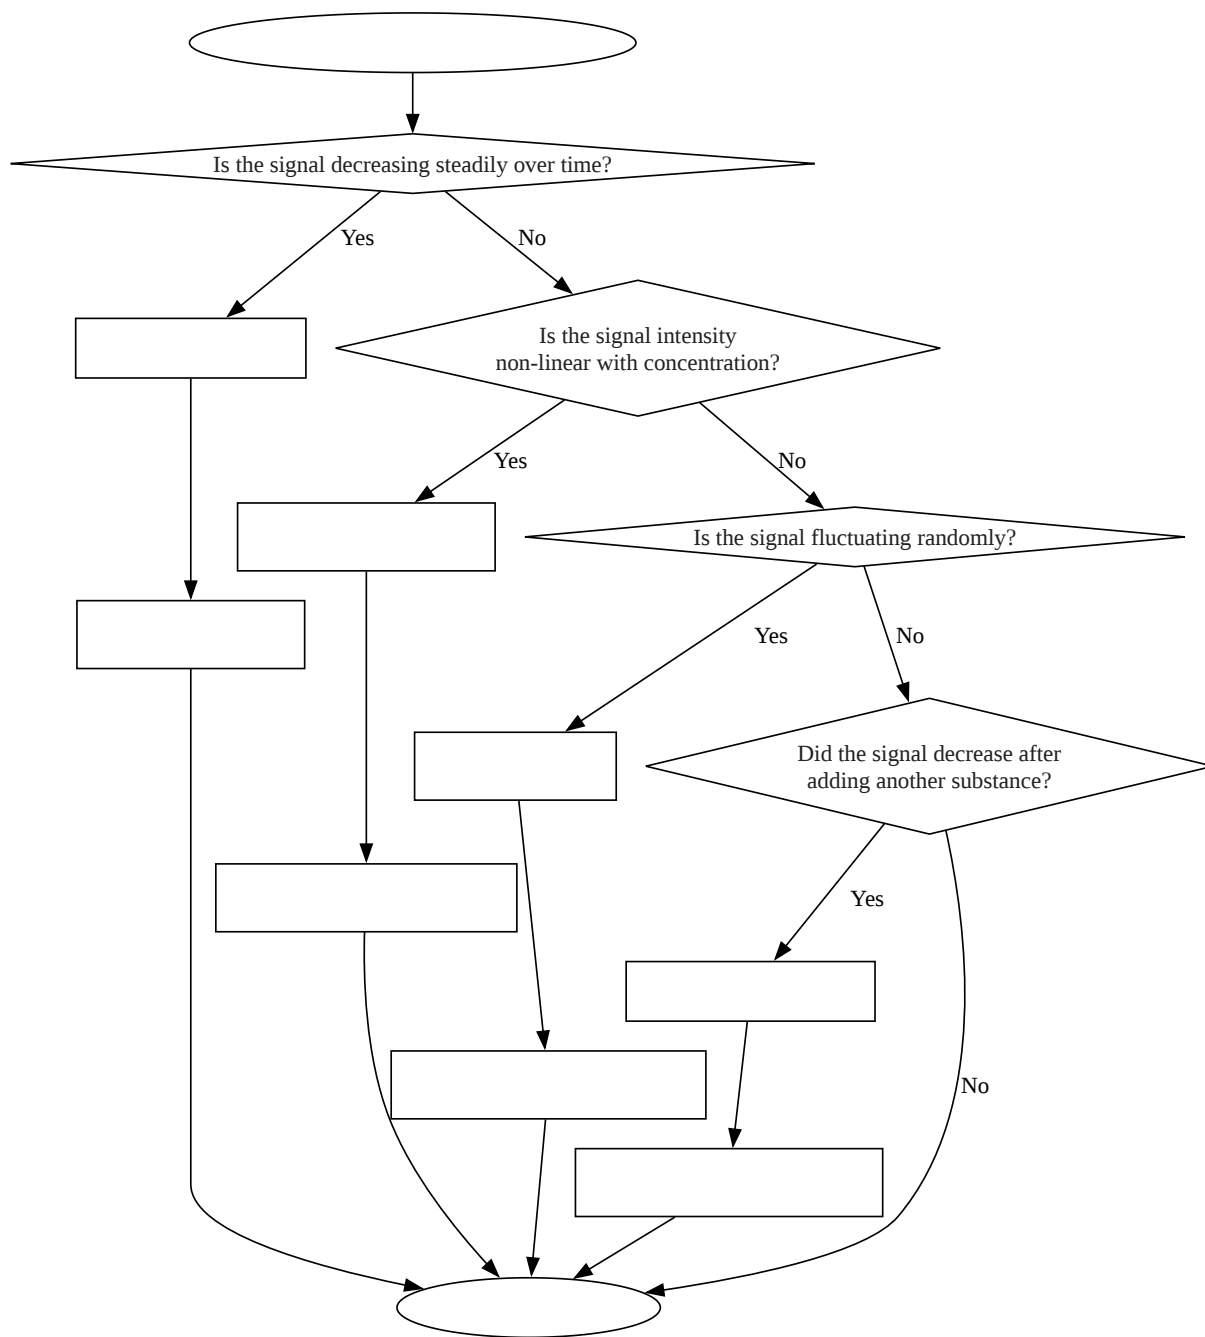 Is the signal decreasing steadily over time?
Yes
No
Is the signal intensity
non-linear with concentration?
Yes
No
Is the signal fluctuating randomly?
Yes
No
Did the signal decrease after
adding another substance?
Yes
No